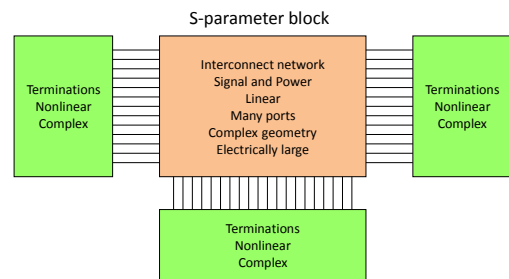 S-parameter block
Terminations
Nonlinear
Complex
Interconnect network
Signal and Power
Linear
Many ports
Complex geometry
Electrically large
Terminations
Nonlinear
Complex
Terminations
Nonlinear
Complex